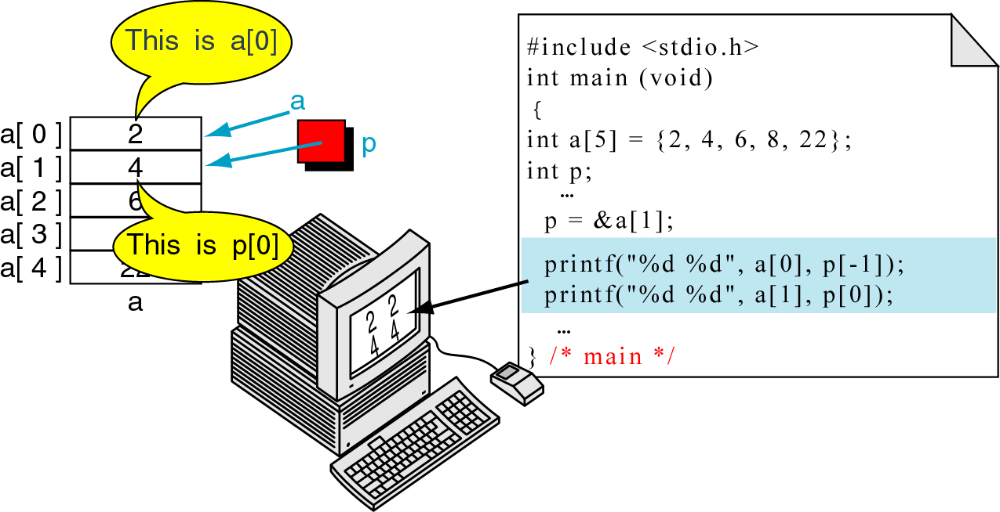 This is a[0]
a
a[ 0 ] 2
p
a[ 1 ] 4
a[ 2 ] 6
This is p[0]
a[ 3 ]
a[ 4 ] 22
a
2 2
4 4
#include <stdio.h>
int main (void)
{
int a[5] = {2, 4, 6, 8, 22};
int p;
…
p = &a[1];
printf("%d %d", a[0], p[-1]);
printf("%d %d", a[1], p[0]);
…
} /* main */